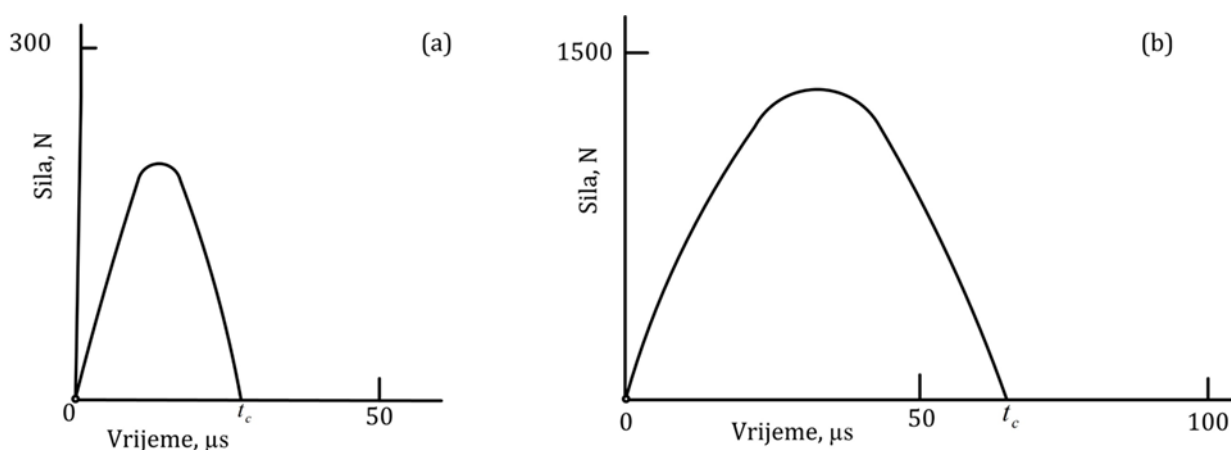 300
(a)
Sila, N
0
t_c
50
Vrijeme, μs
1500
(b)
Sila, N
0
50
t_c
100
Vrijeme, μs